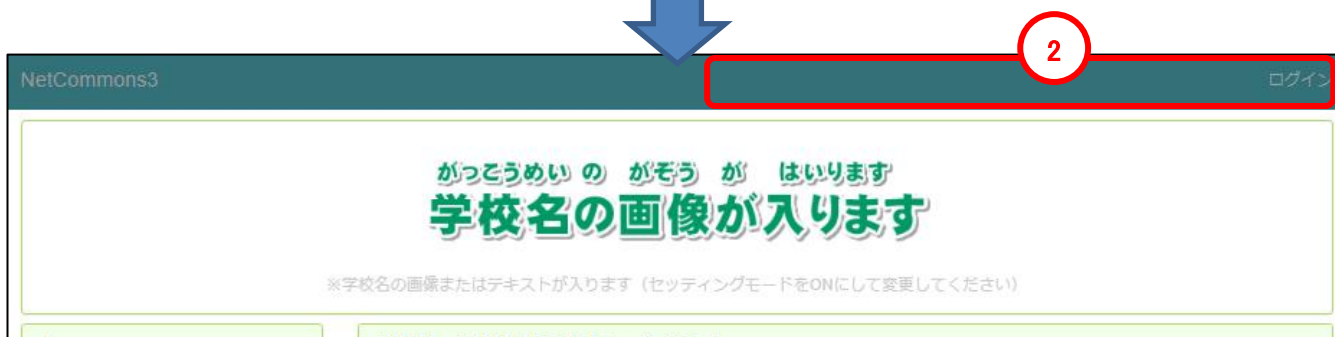 2
NetCommons3 ログイン
がっこうめい の がぞう が はいります
学校名の画像が入ります
※学校名の画像またはテキストが入ります（セッティングモードをONにして変更してください）